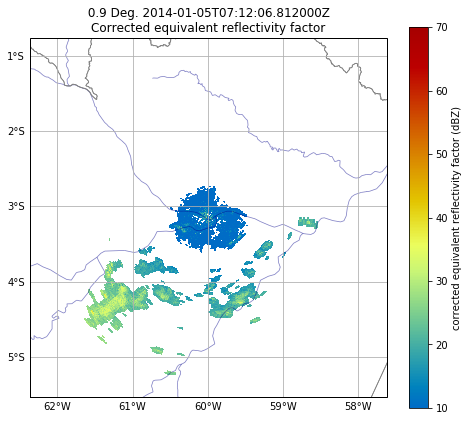 0.9 Deg. 2014-01-05T07:12:06.812000Z
Corrected equivalent reflectivity factor
1°S
2°S
3°S
4°S
5°S
62°W 61°W 60°W 59°W 58°W
70
60
50
40
30
20
10
corrected equivalent reflectivity factor (dBZ)